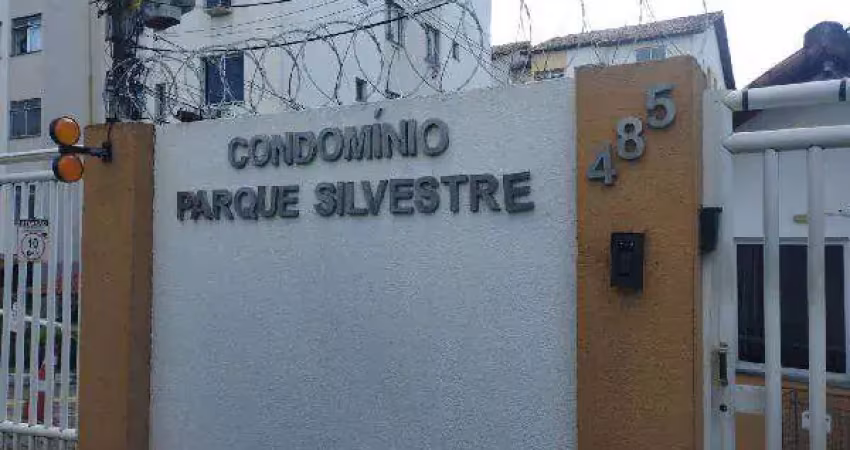 CONDOMÍNIO
PARQUE SILVESTRE
485
10